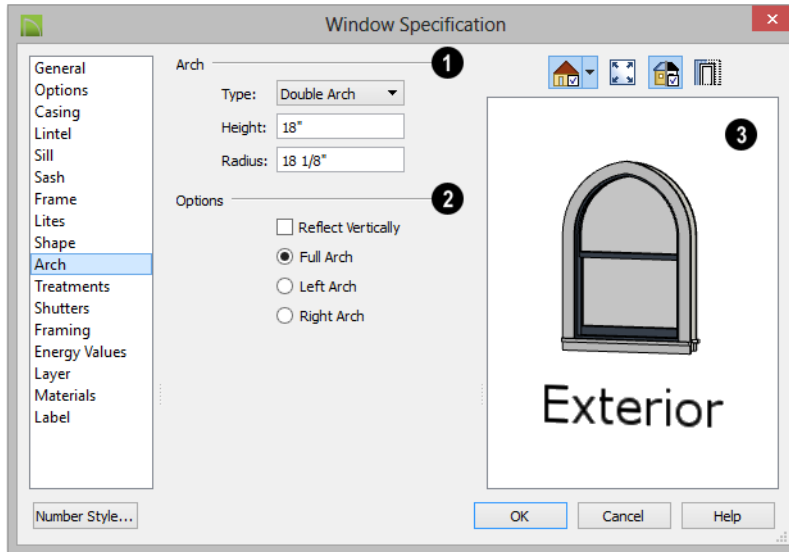 Window Specification
General
Options
Casing
Lintel
Sill
Sash
Frame
Lites
Shape
Arch
Treatments
Shutters
Framing
Energy Values
Layer
Materials
Label
Arch
1
Type: Double Arch
Height: 18"
Radius: 18 1/8"
Options
2
Reflect Vertically
Full Arch
Left Arch
Right Arch
3
Exterior
Number Style...
OK Cancel Help